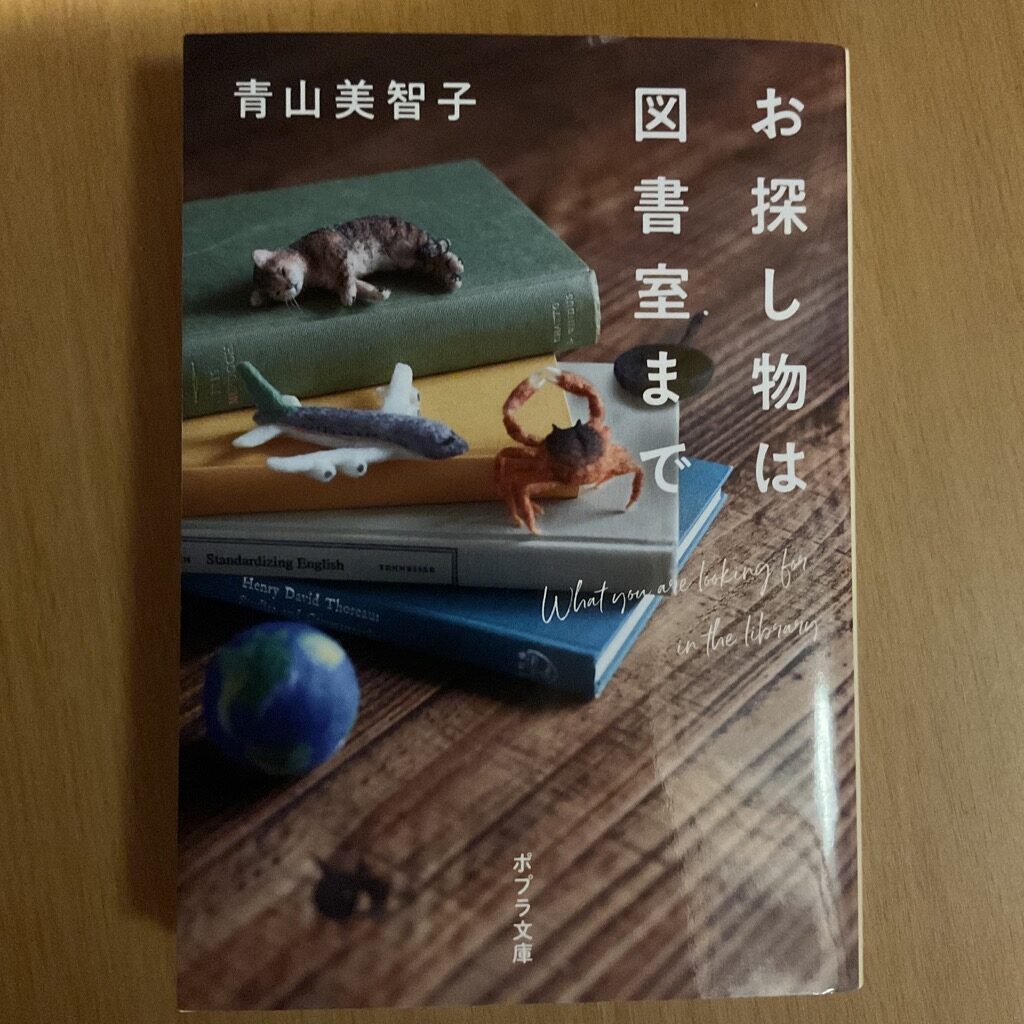 青山美智子
お探し物は
図書室まで
What you are looking for
in the library
Standardizing English
TENNESSEE
Henry David Thoreau
ポプラ文庫